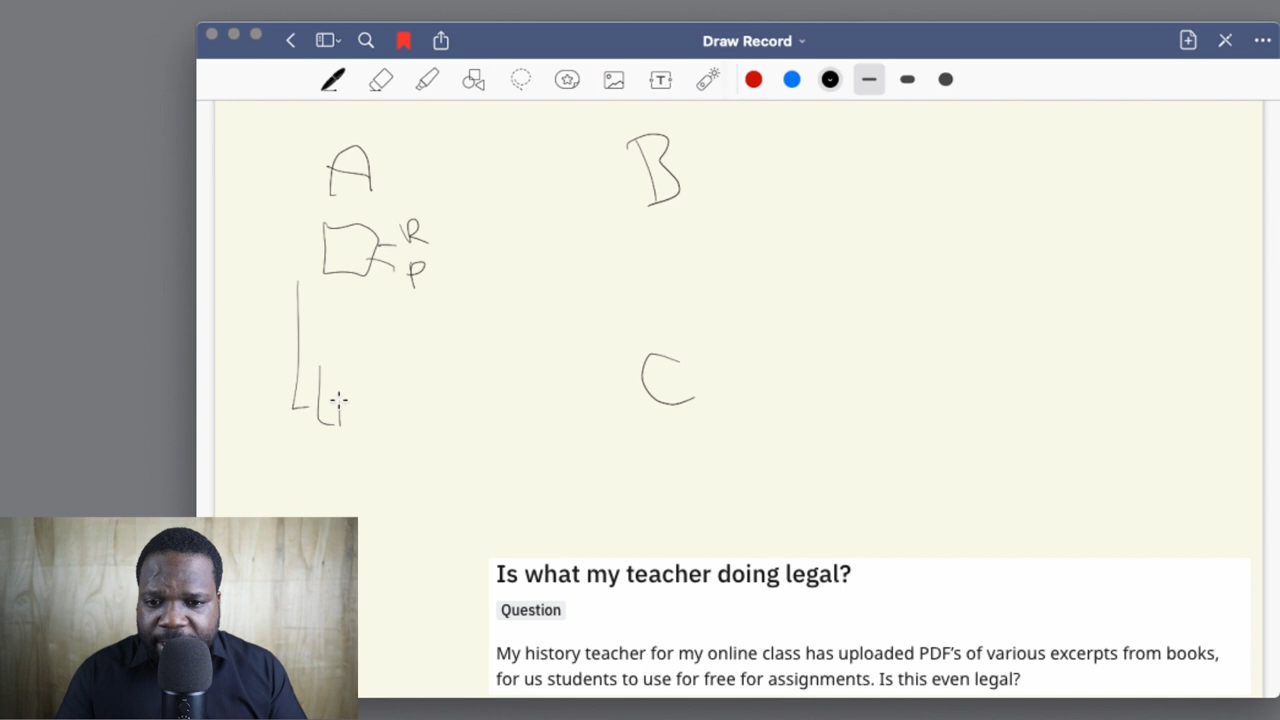 Draw Record
T
A
B
R
P
C
Is what my teacher doing legal?
Question
My history teacher for my online class has uploaded PDF's of various excerpts from books,
for us students to use for free for assignments. Is this even legal?